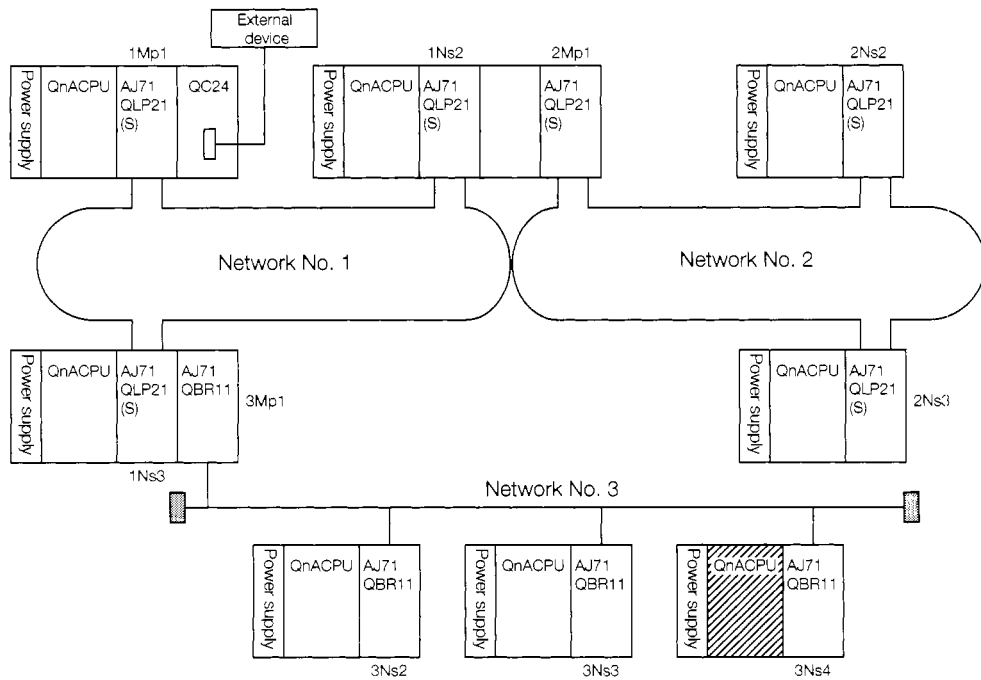 External
device
1Mp1
1Ns2
2Mp1
2Ns2
Power supply
QnACPU
AJ71
QLP21
(S)
QC24
Power supply
QnACPU
AJ71
QLP21
(S)
AJ71
QLP21
(S)
Power supply
QnACPU
AJ71
QLP21
(S)
Network No. 1
Network No. 2
Power supply
QnACPU
AJ71
QLP21
(S)
AJ71
QBR11
3Mp1
Power supply
QnACPU
AJ71
QLP21
(S)
2Ns3
1Ns3
Network No. 3
Power supply
QnACPU
AJ71
QBR11
Power supply
QnACPU
AJ71
QBR11
Power supply
QnACPU
AJ71
QBR11
3Ns2
3Ns3
3Ns4